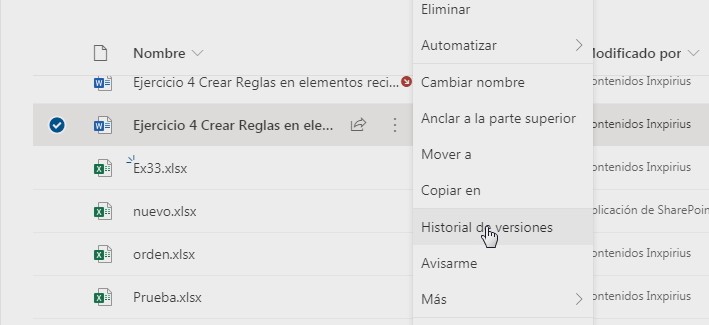 Eliminar
Nombre
Automatizar
Modificado por
Ejercicio 4 Crear Reglas en elementos reci...
Cambiar nombre
ontenidos Inxpirius
Ejercicio 4 Crear Reglas en ele...
Anclar a la parte superior
ontenidos Inxpirius
Ex33.xlsx
Mover a
ontenidos Inxpirius
Copiar en
nuevo.xlsx
plicación de SharePoin
Historial de versiones
orden.xlsx
ontenidos Inxpirius
Avisarme
Prueba.xlsx
Más
ontenidos Inxpirius